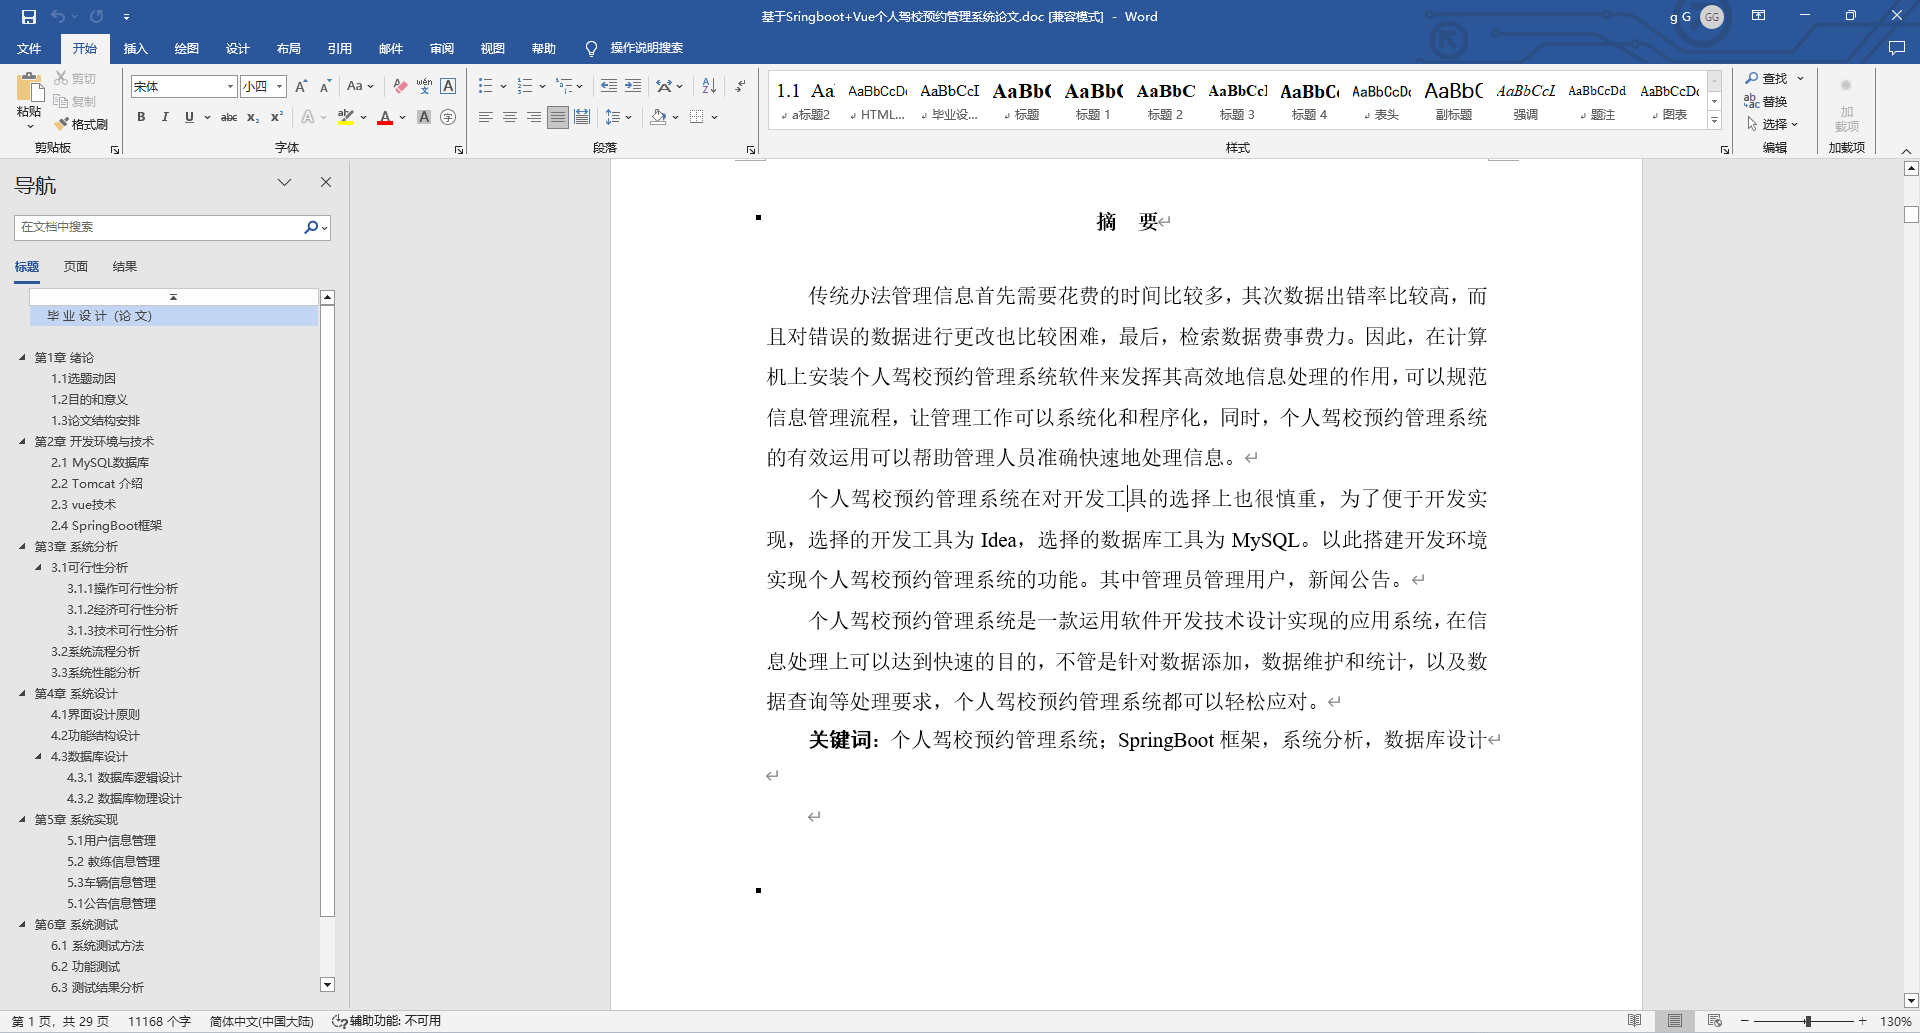 基于Sringboot+Vue个人驾校预约管理系统论文.doc [兼容模式] - Word
g G
GG
文件 开始 插入 绘图 设计 布局 引用 邮件 审阅 视图 帮助 操作说明搜索
粘贴
剪切
复制
格式刷
剪贴板
宋体 小四
字体
段落
1.1 Aa AaBbCcD AaBbCcI AaBb( AaBb( AaBbC AaBbCcI AaBbC AaBbCcD AaBbC AaBbCcL AaBbCcDd AaBbCcD
a标题2 HTML... 毕业设... 标题 标题 1 标题 2 标题 3 标题 4 表头 副标题 强调 题注 图表
样式
查找
替换
选择
编辑
加
载项
加载项
导航
在文档中搜索
标题 页面 结果
毕 业 设 计 (论 文)
第1章 绪论
1.1选题动因
1.2目的和意义
1.3论文结构安排
第2章 开发环境与技术
2.1 MySQL数据库
2.2 Tomcat 介绍
2.3 vue技术
2.4 SpringBoot框架
第3章 系统分析
3.1可行性分析
3.1.1操作可行性分析
3.1.2经济可行性分析
3.1.3技术可行性分析
3.2系统流程分析
3.3系统性能分析
第4章 系统设计
4.1界面设计原则
4.2功能结构设计
4.3数据库设计
4.3.1 数据库逻辑设计
4.3.2 数据库物理设计
第5章 系统实现
5.1用户信息管理
5.2 教练信息管理
5.3车辆信息管理
5.1公告信息管理
第6章 系统测试
6.1 系统测试方法
6.2 功能测试
6.3 测试结果分析
摘 要
传统办法管理信息首先需要花费的时间比较多，其次数据出错率比较高，而
且对错误的数据进行更改也比较困难，最后，检索数据费事费力。因此，在计算
机上安装个人驾校预约管理系统软件来发挥其高效地信息处理的作用，可以规范
信息管理流程，让管理工作可以系统化和程序化，同时，个人驾校预约管理系统
的有效运用可以帮助管理人员准确快速地处理信息。
个人驾校预约管理系统在对开发工具的选择上也很慎重，为了便于开发实
现，选择的开发工具为 Idea，选择的数据库工具为 MySQL。以此搭建开发环境
实现个人驾校预约管理系统的功能。其中管理员管理用户，新闻公告。
个人驾校预约管理系统是一款运用软件开发技术设计实现的应用系统，在信
息处理上可以达到快速的目的，不管是针对数据添加，数据维护和统计，以及数
据查询等处理要求，个人驾校预约管理系统都可以轻松应对。
关键词：个人驾校预约管理系统；SpringBoot 框架，系统分析，数据库设计
第 1 页，共 29 页 11168 个字 简体中文(中国大陆) 辅助功能: 不可用
130%